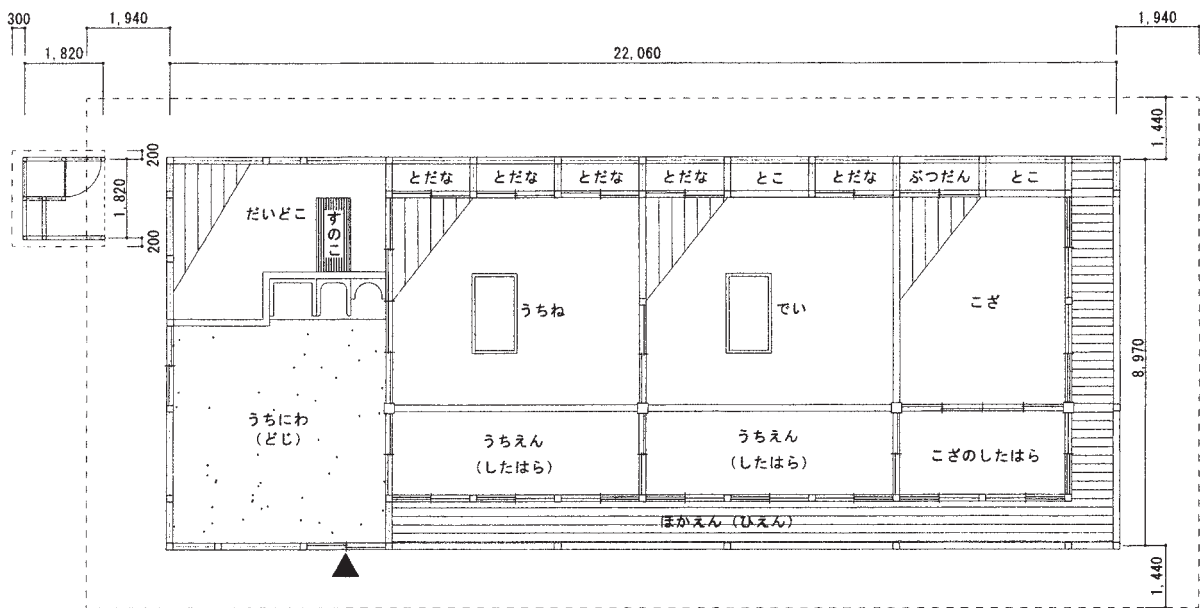 300
1,940
1,940
1,820
22,060
1,440
200
1,820
200
とだな
とだな
とだな
とだな
とこ
とだな
ぶつだん
とこ
だいどこ
すのこ
うちね
でい
こざ
8,970
うちにわ
(どじ)
うちえん
(したはら)
うちえん
(したはら)
こざのしたはら
ほかえん(ひえん)
1,440